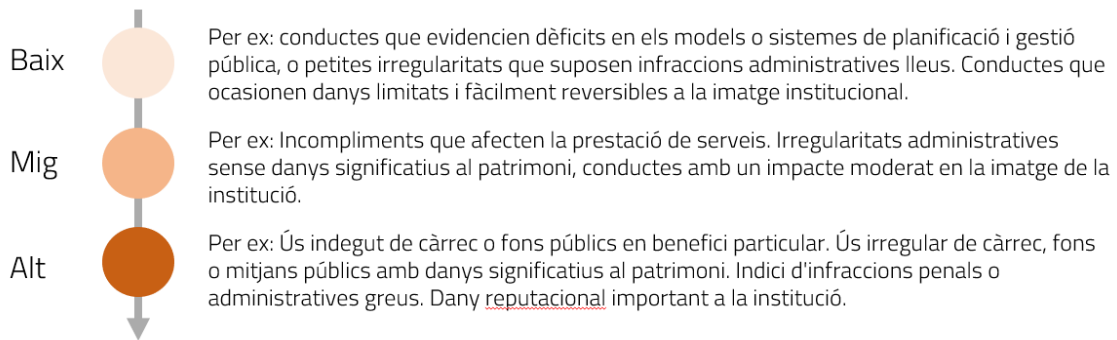 Baix
Per ex: conductes que evidencien dèficits en els models o sistemes de planificació i gestió
pública, o petites irregularitats que suposen infraccions administratives lleus. Conductes que
ocasionen danys limitats i fàcilment reversibles a la imatge institucional.
Mig
Per ex: Incompliments que afecten la prestació de serveis. Irregularitats administratives
sense danys significatius al patrimoni, conductes amb un impacte moderat en la imatge de la
institució.
Alt
Per ex: Ús indegut de càrrec o fons públics en benefici particular. Ús irregular de càrrec, fons
o mitjans públics amb danys significatius al patrimoni. Indici d'infraccions penals o
administratives greus. Dany reputacional important a la institució.